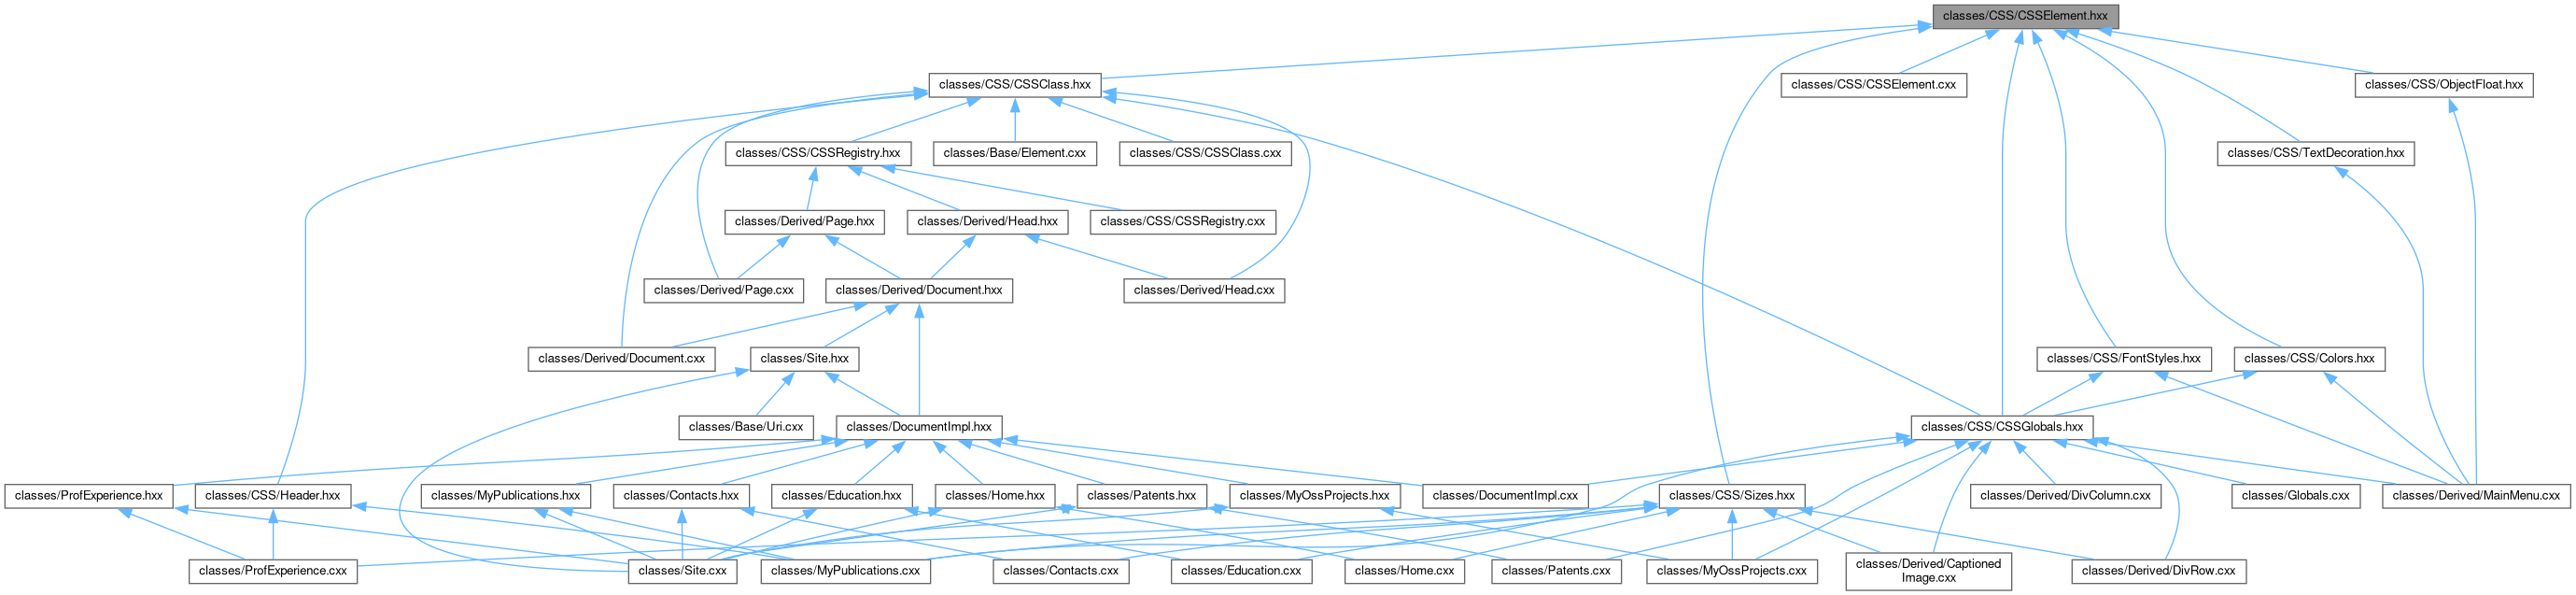 classes/CSS/CSSElement.hxx
classes/CSS/CSSClass.hxx
classes/CSS/CSSElement.cxx
classes/CSS/ObjectFloat.hxx
classes/CSS/CSSRegistry.hxx
classes/Base/Element.cxx
classes/CSS/CSSClass.cxx
classes/CSS/TextDecoration.hxx
classes/Derived/Page.hxx
classes/Derived/Head.hxx
classes/CSS/CSSRegistry.cxx
classes/Derived/Page.cxx
classes/Derived/Document.hxx
classes/Derived/Head.cxx
classes/Derived/Document.cxx
classes/Site.hxx
classes/CSS/FontStyles.hxx
classes/CSS/Colors.hxx
classes/Base/Uri.cxx
classes/DocumentImpl.hxx
classes/CSS/CSSGlobals.hxx
classes/ProfExperience.hxx
classes/CSS/Header.hxx
classes/MyPublications.hxx
classes/Contacts.hxx
classes/DocumentImpl.cxx
classes/Education.hxx
classes/Home.hxx
classes/Patents.hxx
classes/MyOssProjects.hxx
classes/CSS/Sizes.hxx
classes/Derived/DivColumn.cxx
classes/Globals.cxx
classes/Derived/MainMenu.cxx
classes/ProfExperience.cxx
classes/Site.cxx
classes/MyPublications.cxx
classes/Contacts.cxx
classes/Education.cxx
classes/Home.cxx
classes/Patents.cxx
classes/MyOssProjects.cxx
classes/Derived/Captioned
Image.cxx
classes/Derived/DivRow.cxx